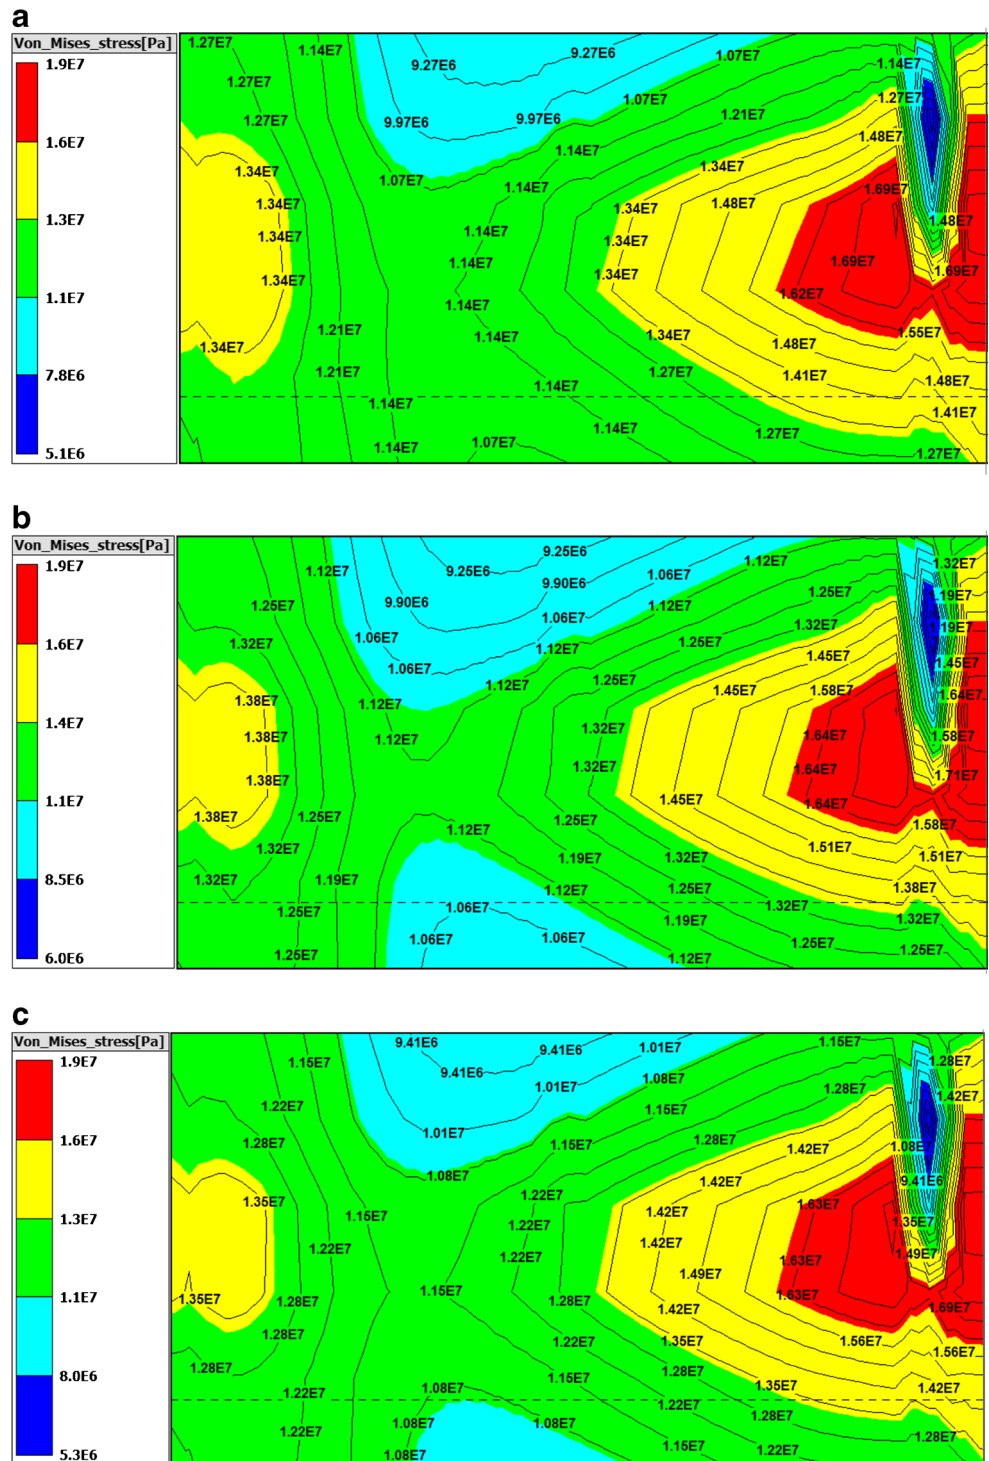 a
Von_Mises_stress[Pa]
1.9E7
1.6E7
1.3E7
1.1E7
7.8E6
5.1E6
1.27E7
1.14E7
9.27E6
9.27E6
1.07E7
1.14E7
1.27E7
1.07E7
1.27E7
1.27E7
9.97E6
9.97E6
1.21E7
1.48E7
1.14E7
1.34E7
1.07E7
1.34E7
1.14E7
1.69E7
1.34E7
1.34E7
1.48E7
1.48E7
1.34E7
1.14E7
1.34E7
1.14E7
1.69E7
1.69E7
1.34E7
1.34E7
1.14E7
1.62E7
1.21E7
1.14E7
1.34E7
1.55E7
1.34E7
1.48E7
1.21E7
1.27E7
1.41E7
1.48E7
1.14E7
1.14E7
1.41E7
1.14E7
1.27E7
1.14E7
1.07E7
1.27E7
b
Von_Mises_stress[Pa]
1.9E7
1.6E7
1.4E7
1.1E7
8.5E6
6.0E6
9.25E6
1.12E7
9.25E6
1.12E7
1.32E7
1.06E7
9.90E6
1.25E7
1.19E7
1.25E7
9.90E6
1.12E7
1.06E7
1.32E7
1.19E7
1.32E7
1.06E7
1.25E7
1.12E7
1.45E7
1.45E7
1.06E7
1.25E7
1.12E7
1.45E7
1.58E7
1.64E7
1.38E7
1.12E7
1.32E7
1.38E7
1.12E7
1.64E7
1.58E7
1.32E7
1.64E7
1.38E7
1.71E7
1.45E7
1.64E7
1.38E7
1.25E7
1.25E7
1.58E7
1.12E7
1.32E7
1.51E7
1.19E7
1.32E7
1.51E7
1.32E7
1.19E7
1.12E7
1.25E7
1.38E7
1.25E7
1.06E7
1.32E7
1.19E7
1.32E7
1.06E7
1.06E7
1.25E7
1.25E7
1.25E7
1.12E7
c
Von_Mises_stress[Pa]
1.9E7
1.6E7
1.3E7
1.1E7
8.0E6
5.3E6
9.41E6
9.41E6
1.01E7
1.15E7
1.15E7
9.41E6
1.28E7
1.01E7
1.08E7
1.28E7
1.42E7
1.22E7
1.15E7
1.28E7
1.01E7
1.15E7
1.28E7
1.42E7
1.08E7
1.08E7
1.42E7
9.41E6
1.35E7
1.22E7
1.63E7
1.15E7
1.42E7
1.22E7
1.35E7
1.22E7
1.22E7
1.42E7
1.49E7
1.63E7
1.49E7
1.15E7
1.35E7
1.28E7
1.28E7
1.63E7
1.42E7
1.69E7
1.28E7
1.22E7
1.35E7
1.56E7
1.56E7
1.28E7
1.15E7
1.28E7
1.22E7
1.08E7
1.35E7
1.42E7
1.22E7
1.22E7
1.08E7
1.08E7
1.28E7
1.28E7
1.08E7
1.15E7
1.22E7